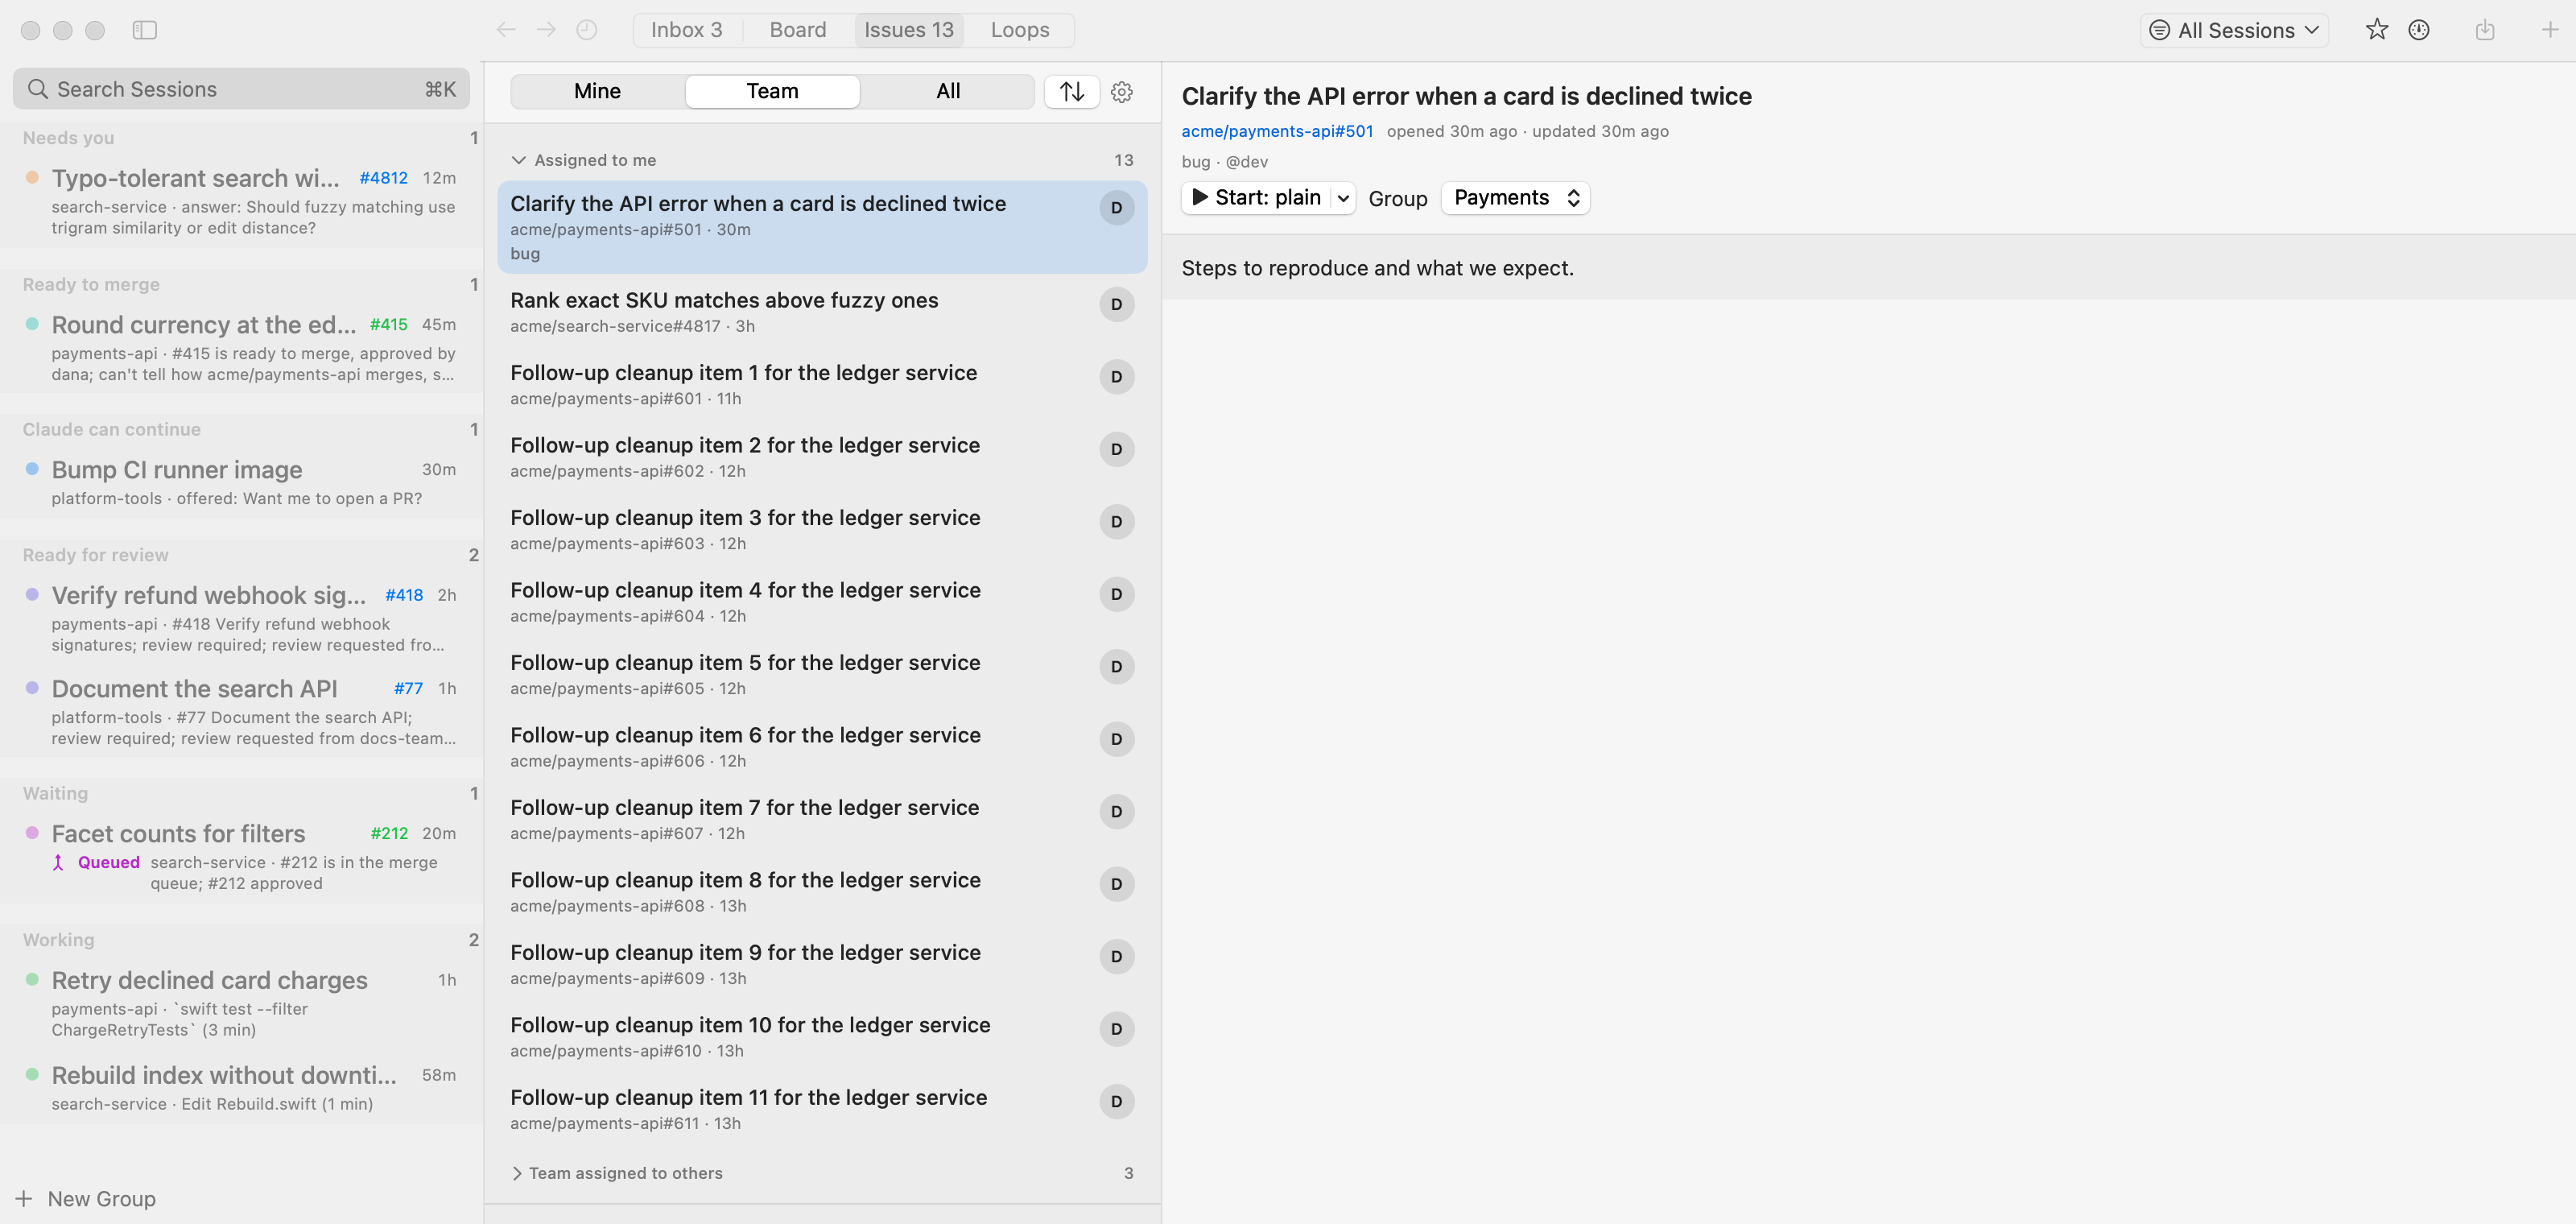 Inbox 3
Board
Issues 13
Loops
All Sessions
Search Sessions
⌘K
Needs you
1
Typo-tolerant search wi...
#4812
12m
search-service · answer: Should fuzzy matching use
trigram similarity or edit distance?
Ready to merge
1
Round currency at the ed...
#415
45m
payments-api · #415 is ready to merge, approved by
dana; can't tell how acme/payments-api merges, s...
Claude can continue
1
Bump CI runner image
30m
platform-tools · offered: Want me to open a PR?
Ready for review
2
Verify refund webhook sig...
#418
2h
payments-api · #418 Verify refund webhook
signatures; review required; review requested fro...
Document the search API
#77
1h
platform-tools · #77 Document the search API;
review required; review requested from docs-team...
Waiting
1
Facet counts for filters
#212
20m
Queued
search-service · #212 is in the merge
queue; #212 approved
Working
2
Retry declined card charges
1h
payments-api · `swift test --filter
ChargeRetryTests` (3 min)
Rebuild index without downti...
58m
search-service · Edit Rebuild.swift (1 min)
New Group
Mine
Team
All
Assigned to me
13
Clarify the API error when a card is declined twice
D
acme/payments-api#501 · 30m
bug
Rank exact SKU matches above fuzzy ones
D
acme/search-service#4817 · 3h
Follow-up cleanup item 1 for the ledger service
D
acme/payments-api#601 · 11h
Follow-up cleanup item 2 for the ledger service
D
acme/payments-api#602 · 12h
Follow-up cleanup item 3 for the ledger service
D
acme/payments-api#603 · 12h
Follow-up cleanup item 4 for the ledger service
D
acme/payments-api#604 · 12h
Follow-up cleanup item 5 for the ledger service
D
acme/payments-api#605 · 12h
Follow-up cleanup item 6 for the ledger service
D
acme/payments-api#606 · 12h
Follow-up cleanup item 7 for the ledger service
D
acme/payments-api#607 · 12h
Follow-up cleanup item 8 for the ledger service
D
acme/payments-api#608 · 13h
Follow-up cleanup item 9 for the ledger service
D
acme/payments-api#609 · 13h
Follow-up cleanup item 10 for the ledger service
D
acme/payments-api#610 · 13h
Follow-up cleanup item 11 for the ledger service
D
acme/payments-api#611 · 13h
Team assigned to others
3
Clarify the API error when a card is declined twice
acme/payments-api#501 opened 30m ago · updated 30m ago
bug · @dev
Start: plain
Group
Payments
Steps to reproduce and what we expect.